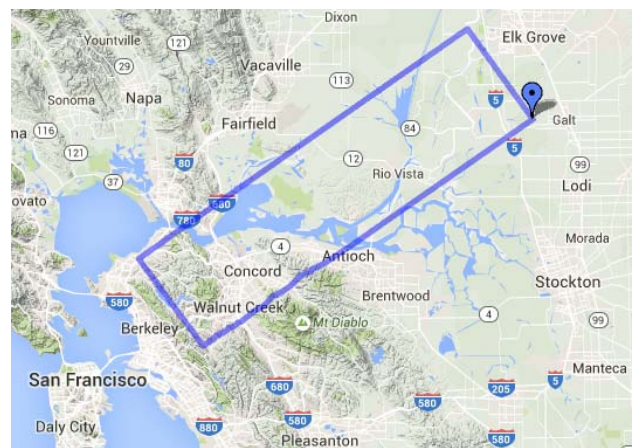 Dixon
Yountville
121
Elk Grove
29
Vacaville
113
5
Sonoma
Napa
Fairfield
84
Galt
116
121
80
12
5
Rio Vista
99
37
Lodi
ovato
780
680
4
Antioch
Morada
Concord
580
Brentwood
Stockton
Walnut Creek
4
Berkeley
Mt Diablo
99
San Francisco
680
205
5
Manteca
580
Daly City
880
580
580
580
Pleasanton